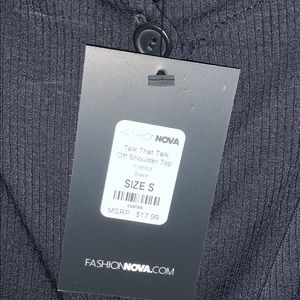 FASHIONNOVA
Talk That Talk
Off Shoulder Top
Black
SIZE S
MSRP $17.99
FASHIONNOVA.COM